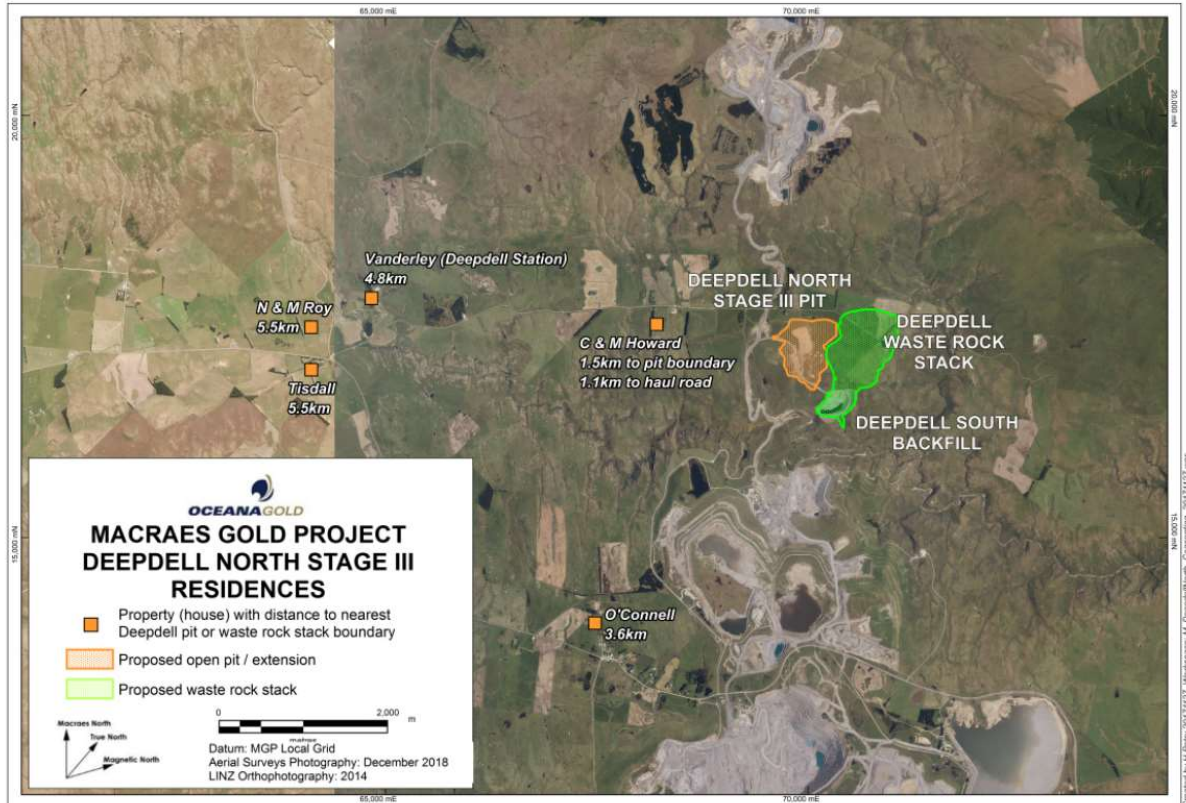 65,000 mE
70,000 mE
20,000 mN
20,000 mN
Vanderley (Deepdell Station)
4.8km
N & M Roy
5.5km
Tisdall
5.5km
C & M Howard
1.5km to pit boundary
1.1km to haul road
DEEPDELL NORTH
STAGE III PIT
DEEPDELL
WASTE ROCK
STACK
DEEPDELL SOUTH
BACKFILL
15,000 mN
15,000 mN
O'Connell
3.6km
OCEANAGOLD
MACRAES GOLD PROJECT
DEEPDELL NORTH STAGE III
RESIDENCES
Property (house) with distance to nearest
Deepdell pit or waste rock stack boundary
Proposed open pit / extension
Proposed waste rock stack
Macraes North
True North
Magnetic North
0
2,000
m
metres
Datum: MGP Local Grid
Aerial Surveys Photography: December 2018
LINZ Orthophotography: 2014
65,000 mE
70,000 mE